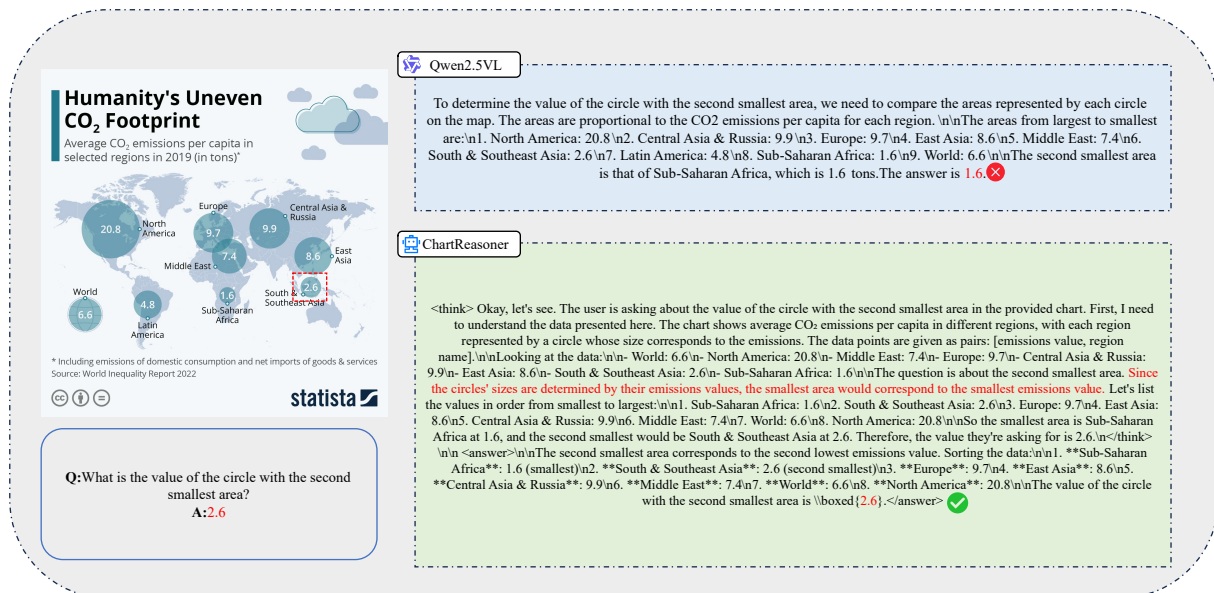 Humanity's Uneven
CO₂ Footprint
Average CO₂ emissions per capita in
selected regions in 2019 (in tons)*
Europe
Central Asia &
Russia
20.8
North
America
9.7
9.9
7.4
8.6
East
Asia
Middle East
World
6.6
4.8
Latin
America
1.6
Sub-Saharan
Africa
South &
Southeast Asia
2.6
* Including emissions of domestic consumption and net imports of goods & services
Source: World Inequality Report 2022
cc
statista
Q:What is the value of the circle with the second
smallest area?
A:2.6
Qwen2.5VL
To determine the value of the circle with the second smallest area, we need to compare the areas represented by each circle
on the map. The areas are proportional to the CO2 emissions per capita for each region. \n\nThe areas from largest to smallest
are:\n1. North America: 20.8\n2. Central Asia & Russia: 9.9 \n3. Europe: 9.7\n4. East Asia: 8.6\n5. Middle East: 7.4\n6.
South & Southeast Asia: 2.6\n7. Latin America: 4.8\n8. Sub-Saharan Africa: 1.6\n9. World: 6.6\n\nThe second smallest area
is that of Sub-Saharan Africa, which is 1.6 tons.The answer is 1.6.
ChartReasoner
<think> Okay, let's see. The user is asking about the value of the circle with the second smallest area in the provided chart. First, I need
to understand the data presented here. The chart shows average CO₂ emissions per capita in different regions, with each region
represented by a circle whose size corresponds to the emissions. The data points are given as pairs: [emissions value, region
name].\n\nLooking at the data:\n\n- World: 6.6\n- North America: 20.8\n- Middle East: 7.4\n- Europe: 9.7\n- Central Asia & Russia:
9.9\n- East Asia: 8.6\n- South & Southeast Asia: 2.6\n- Sub-Saharan Africa: 1.6\n\nThe question is about the second smallest area. Since
the circles' sizes are determined by their emissions values, the smallest area would correspond to the smallest emissions value. Let's list
the values in order from smallest to largest:\n\n1. Sub-Saharan Africa: 1.6\n2. South & Southeast Asia: 2.6\n3. Europe: 9.7\n4. East Asia:
8.6\n5. Central Asia & Russia: 9.9\n6. Middle East: 7.4\n7. World: 6.6\n8. North America: 20.8\n\nSo the smallest area is Sub-Saharan
Africa at 1.6, and the second smallest would be South & Southeast Asia at 2.6. Therefore, the value they're asking for is 2.6.\n</think>
\n\n <answer>\n\nThe second smallest area corresponds to the second lowest emissions value. Sorting the data:\n\n1. **Sub-Saharan
Africa**: 1.6 (smallest)\n2. **South & Southeast Asia**: 2.6 (second smallest)\n3. **Europe**: 9.7\n4. **East Asia**: 8.6\n5.
**Central Asia & Russia**: 9.9\n6. **Middle East**: 7.4\n7. **World**: 6.6\n8. **North America**: 20.8\n\nThe value of the circle
with the second smallest area is \\boxed{2.6}.</answer>